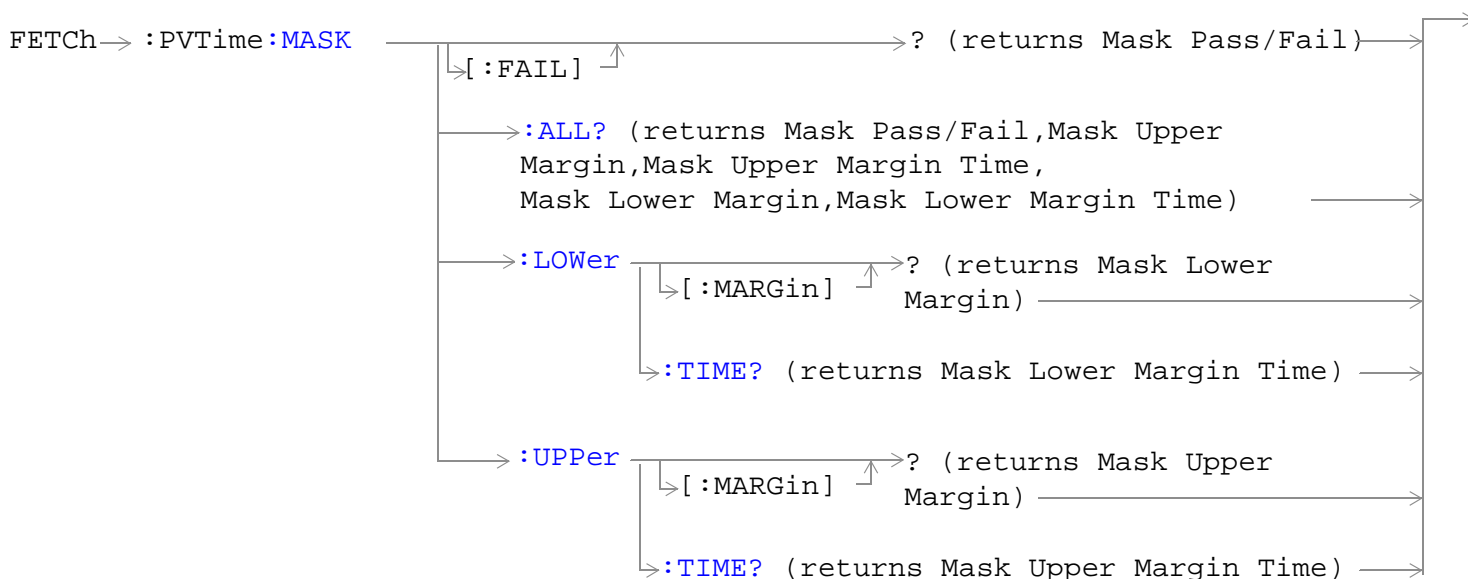 FETCh :PVTime:MASK ? (returns Mask Pass/Fail)
[:FAIL]
:ALL? (returns Mask Pass/Fail,Mask Upper
Margin,Mask Upper Margin Time,
Mask Lower Margin,Mask Lower Margin Time)
:LOWer ? (returns Mask Lower
[:MARGin] Margin)
:TIME? (returns Mask Lower Margin Time)
:UPPer ? (returns Mask Upper
[:MARGin] Margin)
:TIME? (returns Mask Upper Margin Time)